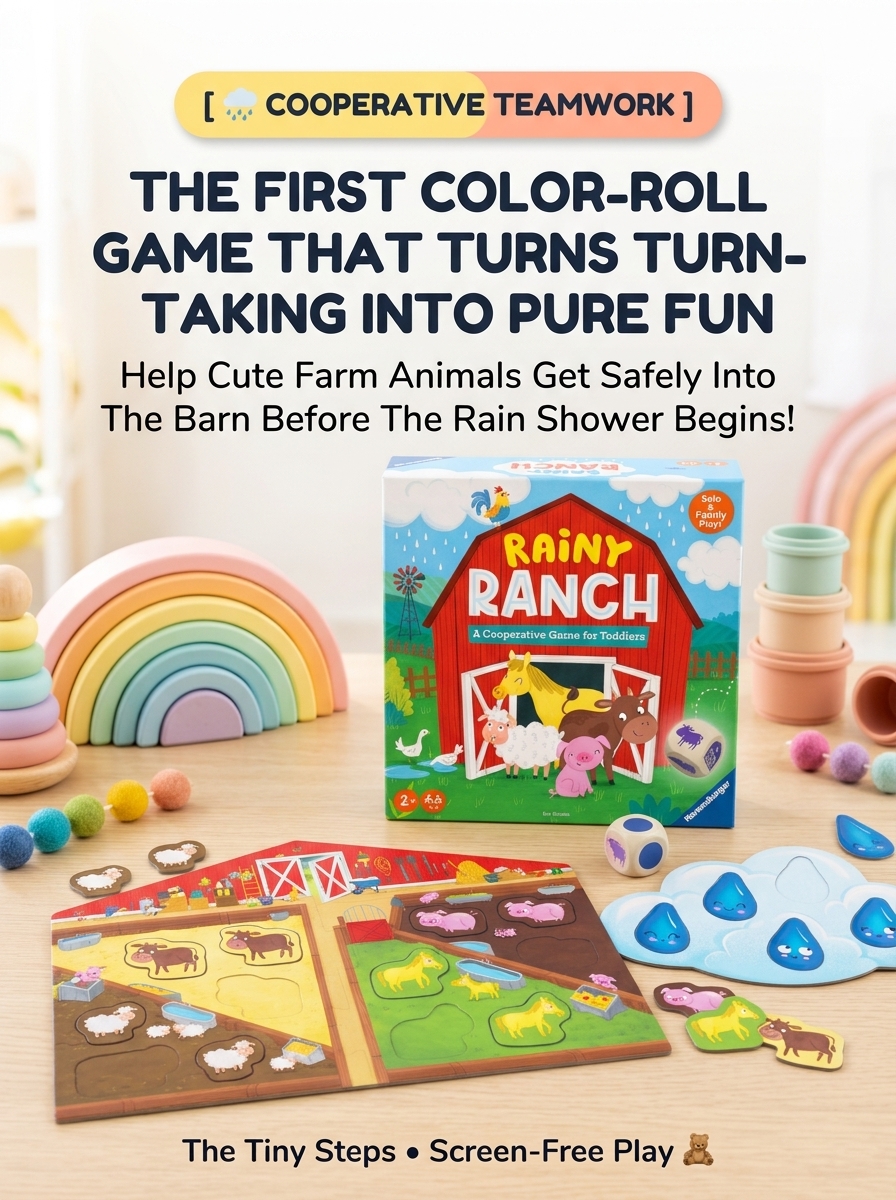 [ 🌧️ COOPERATIVE TEAMWORK ]
THE FIRST COLOR-ROLL
GAME THAT TURNS TURN-
TAKING INTO PURE FUN
Help Cute Farm Animals Get Safely Into
The Barn Before The Rain Shower Begins!
RANCH
Solo
&
Play!
RAINY
RANCH
A Cooperative Game for Toddlers
2+
The Tiny Steps • Screen-Free Play 🧸